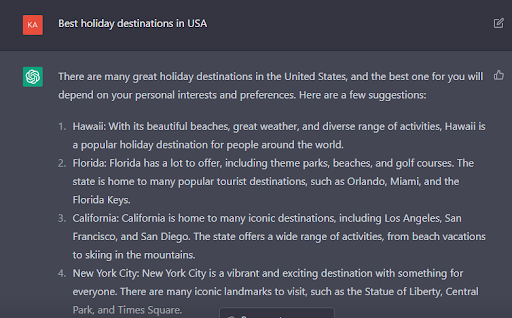 KA Best holiday destinations in USA
There are many great holiday destinations in the United States, and the best one for you will
depend on your personal interests and preferences. Here are a few suggestions:
1. Hawaii: With its beautiful beaches, great weather, and diverse range of activities, Hawaii is
a popular holiday destination for people around the world.
2. Florida: Florida has a lot to offer, including theme parks, beaches, and golf courses. The
state is home to many popular tourist destinations, such as Orlando, Miami, and the
Florida Keys.
3. California: California is home to many iconic destinations, including Los Angeles, San
Francisco, and San Diego. The state offers a wide range of activities, from beach vacations
to skiing in the mountains.
4. New York City: New York City is a vibrant and exciting destination with something for
everyone. There are many iconic landmarks to visit, such as the Statue of Liberty, Central
Park, and Times Square.